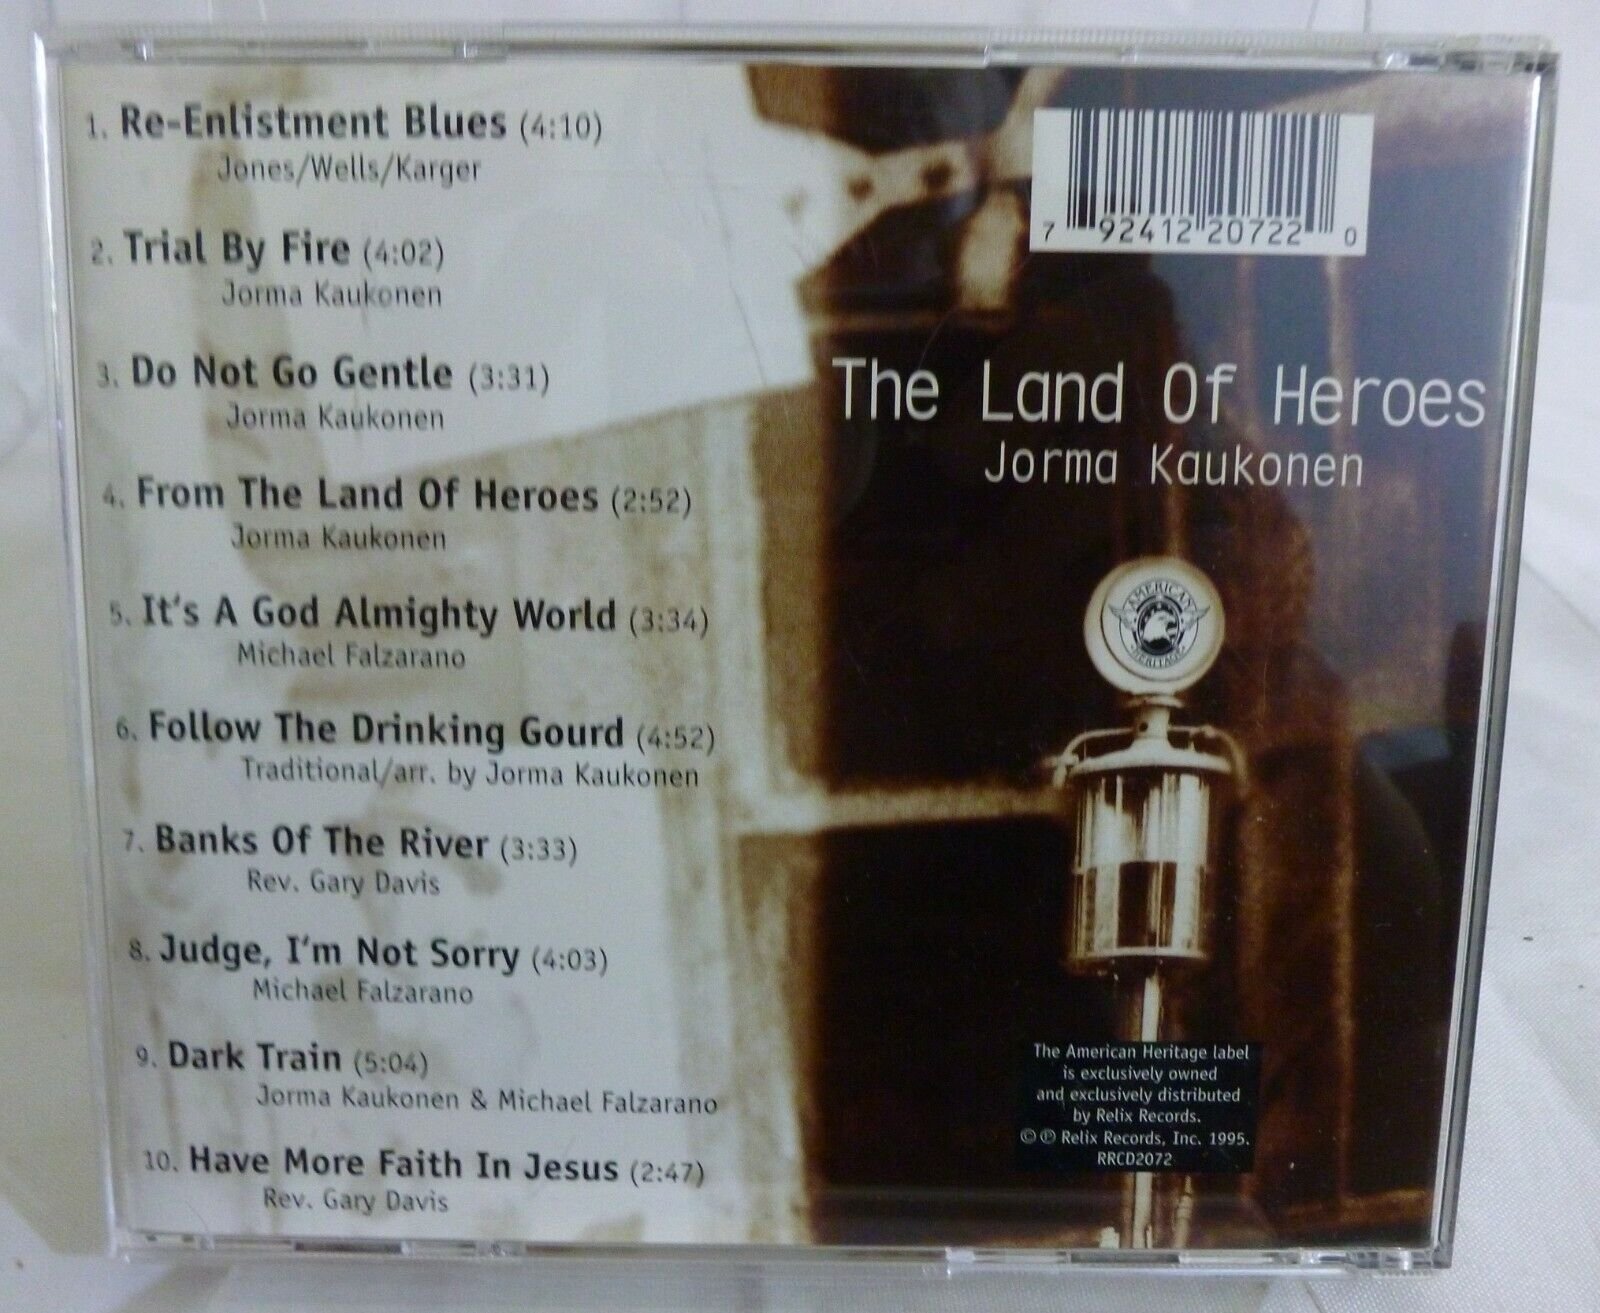 1. Re-Enlistment Blues (4:10)
Jones/Wells/Karger
2. Trial By Fire (4:02)
Jorma Kaukonen
3. Do Not Go Gentle (3:31)
Jorma Kaukonen
4. From The Land Of Heroes (2:52)
Jorma Kaukonen
5. It's A God Almighty World (3:34)
Michael Falzarano
6. Follow The Drinking Gourd (4:52)
Traditional/arr. by Jorma Kaukonen
7. Banks Of The River (3:33)
Rev. Gary Davis
8. Judge, I'm Not Sorry (4:03)
Michael Falzarano
9. Dark Train (5:04)
Jorma Kaukonen & Michael Falzarano
10. Have More Faith In Jesus (2:47)
Rev. Gary Davis
7 92412 20722 0
The Land Of Heroes
Jorma Kaukonen
AMERICAN
HERITAGE
The American Heritage label
is exclusively owned
and exclusively distributed
by Relix Records.
© ℗ Relix Records, Inc. 1995.
RRCD2072